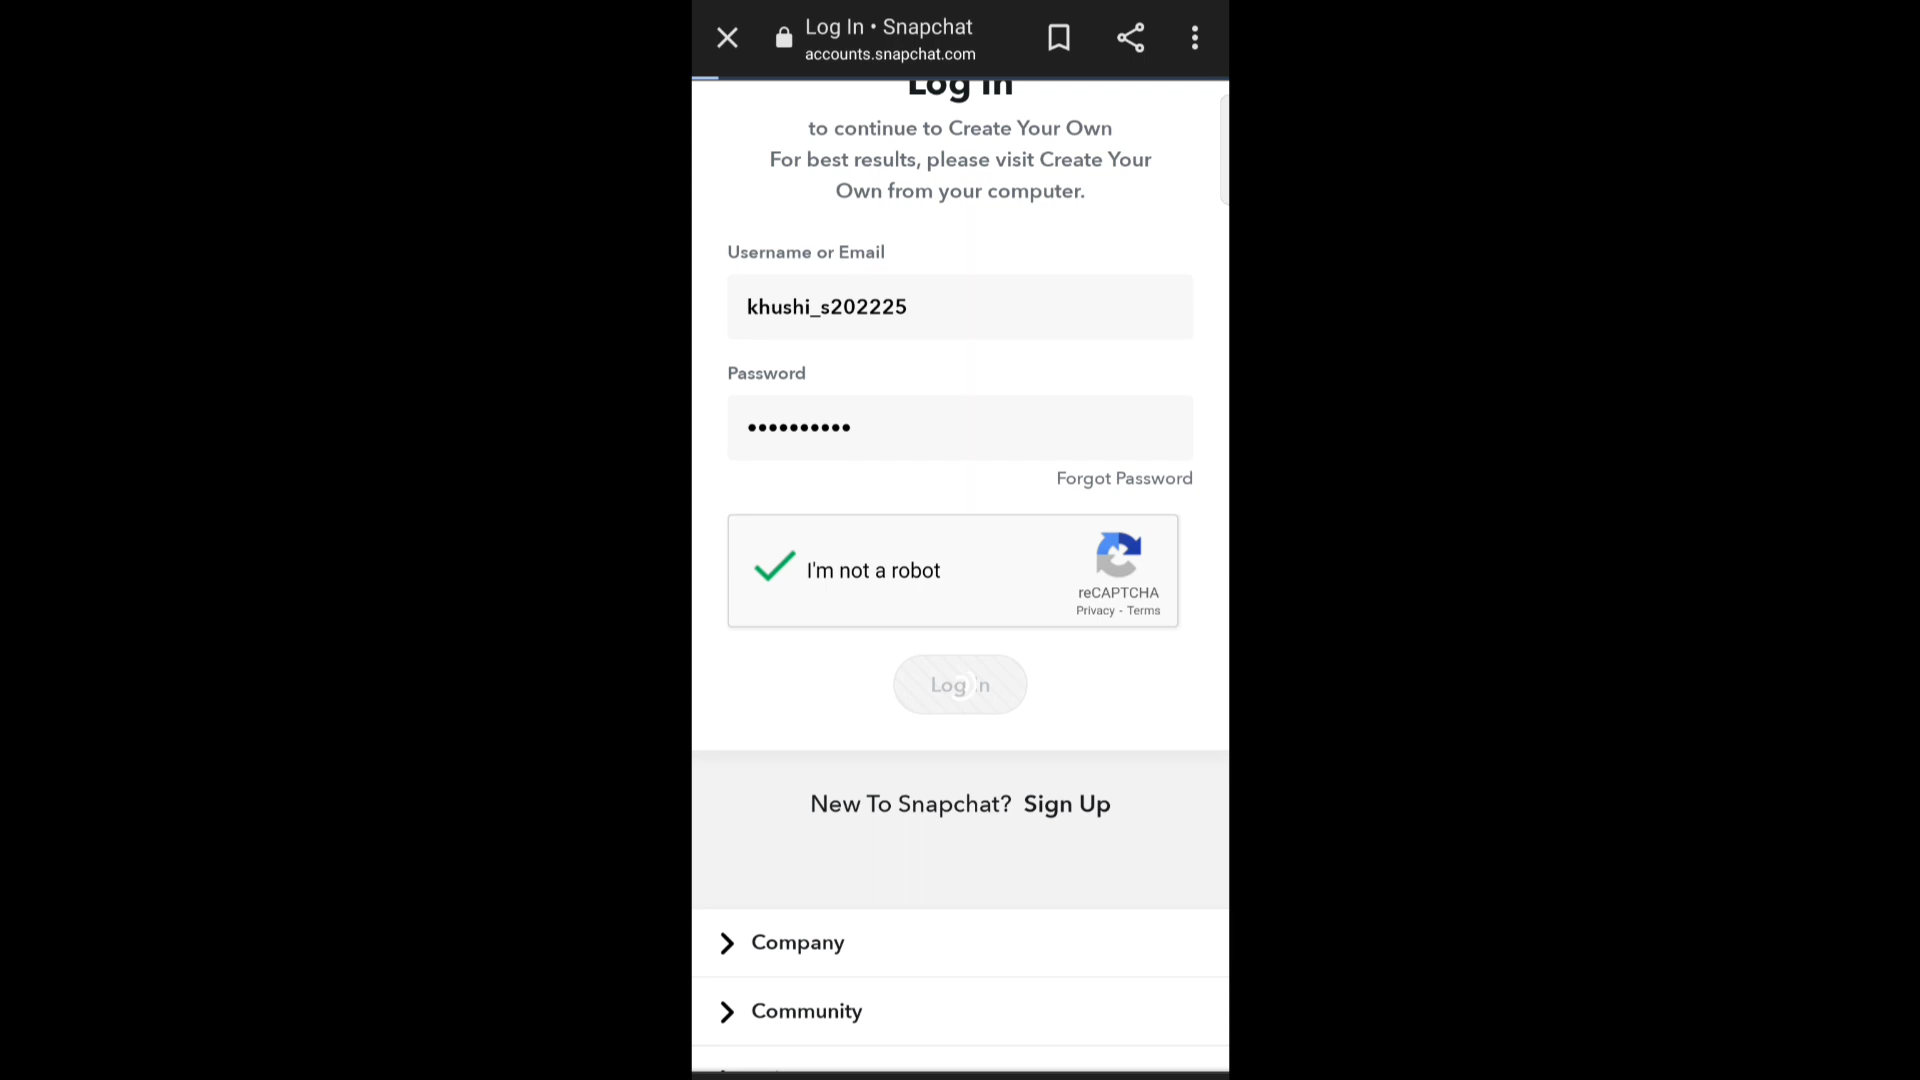 Log In • Snapchat
accounts.snapchat.com
Log In
to continue to Create Your Own
For best results, please visit Create Your
Own from your computer.
Username or Email
khushi_s202225
Password
••••••••••
Forgot Password
I'm not a robot
reCAPTCHA
Privacy - Terms
Log In
New To Snapchat? Sign Up
Company
Community